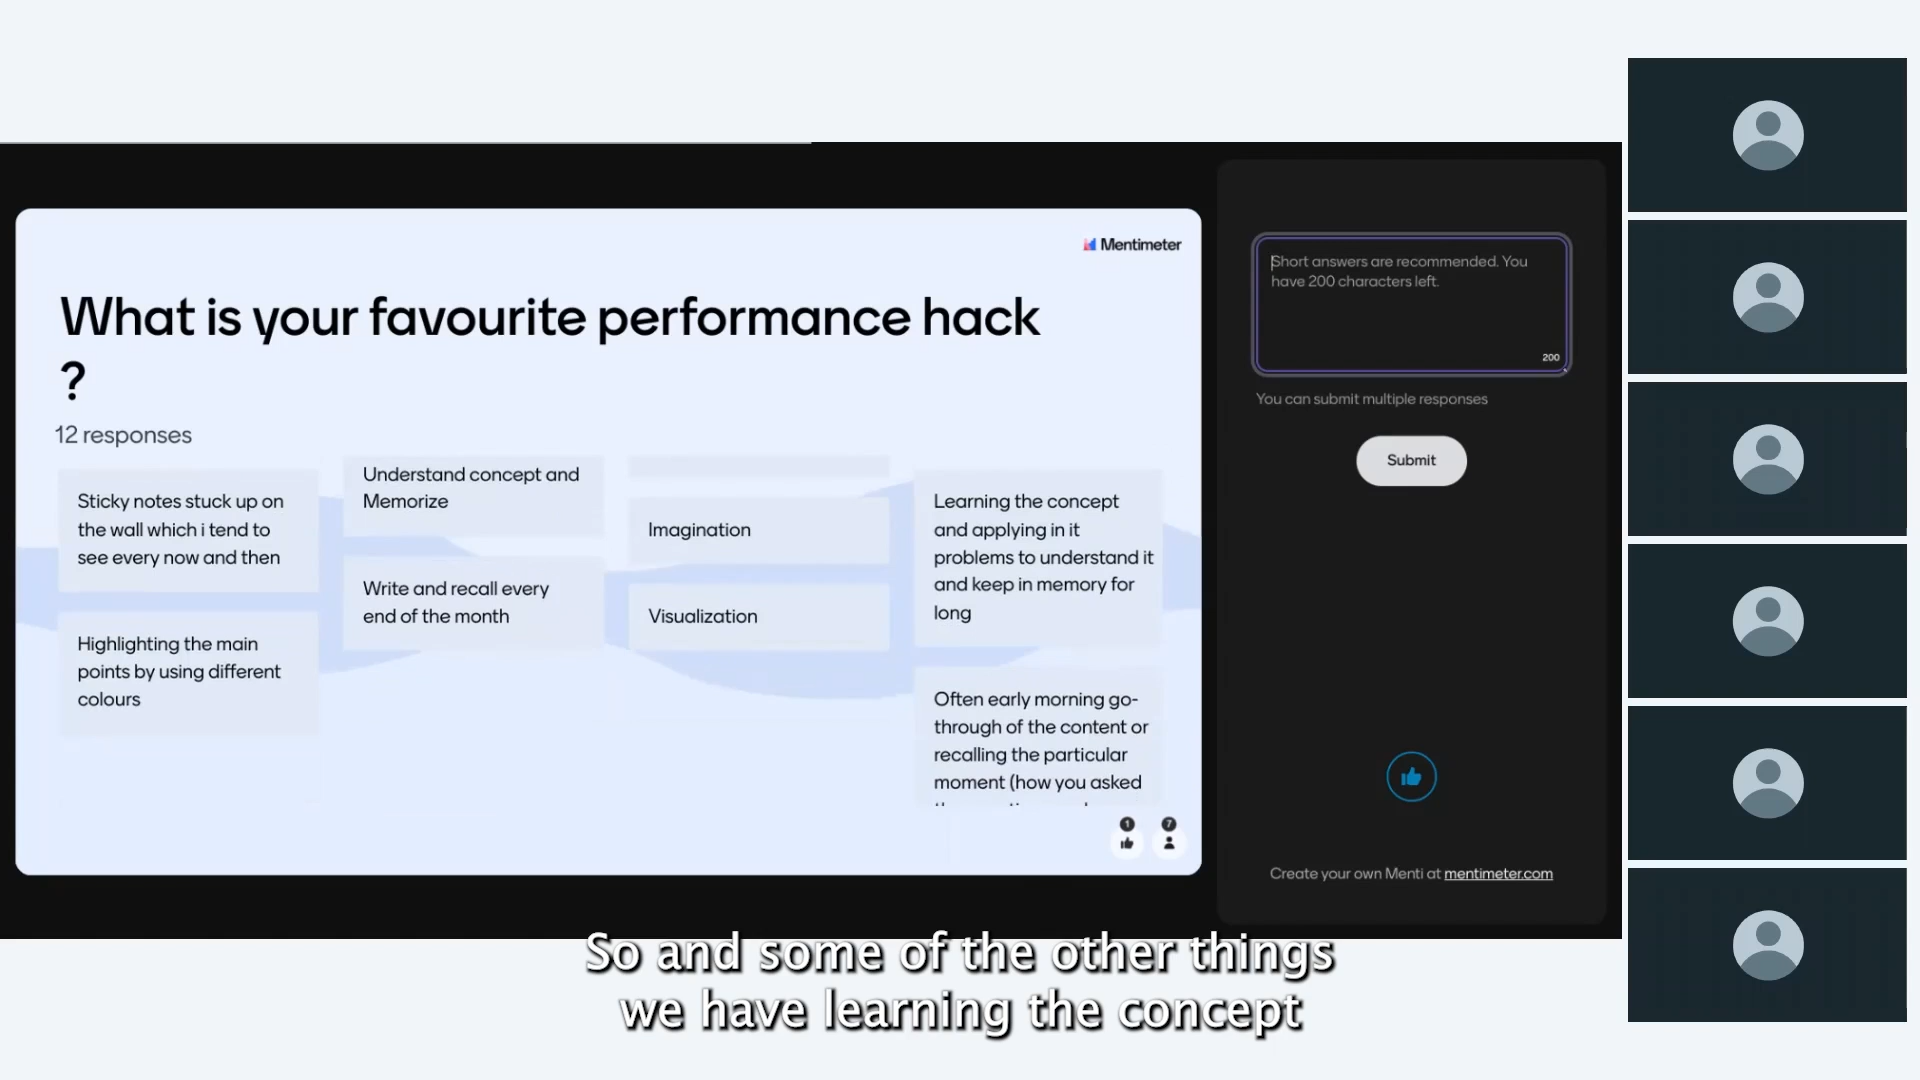 Mentimeter
What is your favourite performance hack
?
12 responses
Sticky notes stuck up on
the wall which i tend to
see every now and then
Highlighting the main
points by using different
colours
Understand concept and
Memorize
Write and recall every
end of the month
Imagination
Visualization
Learning the concept
and applying in it
problems to understand it
and keep in memory for
long
Often early morning go-
through of the content or
recalling the particular
moment (how you asked
1
7
Short answers are recommended. You
have 200 characters left.
200
You can submit multiple responses
Submit
Create your own Menti at mentimeter.com
So and some of the other things
we have learning the concept